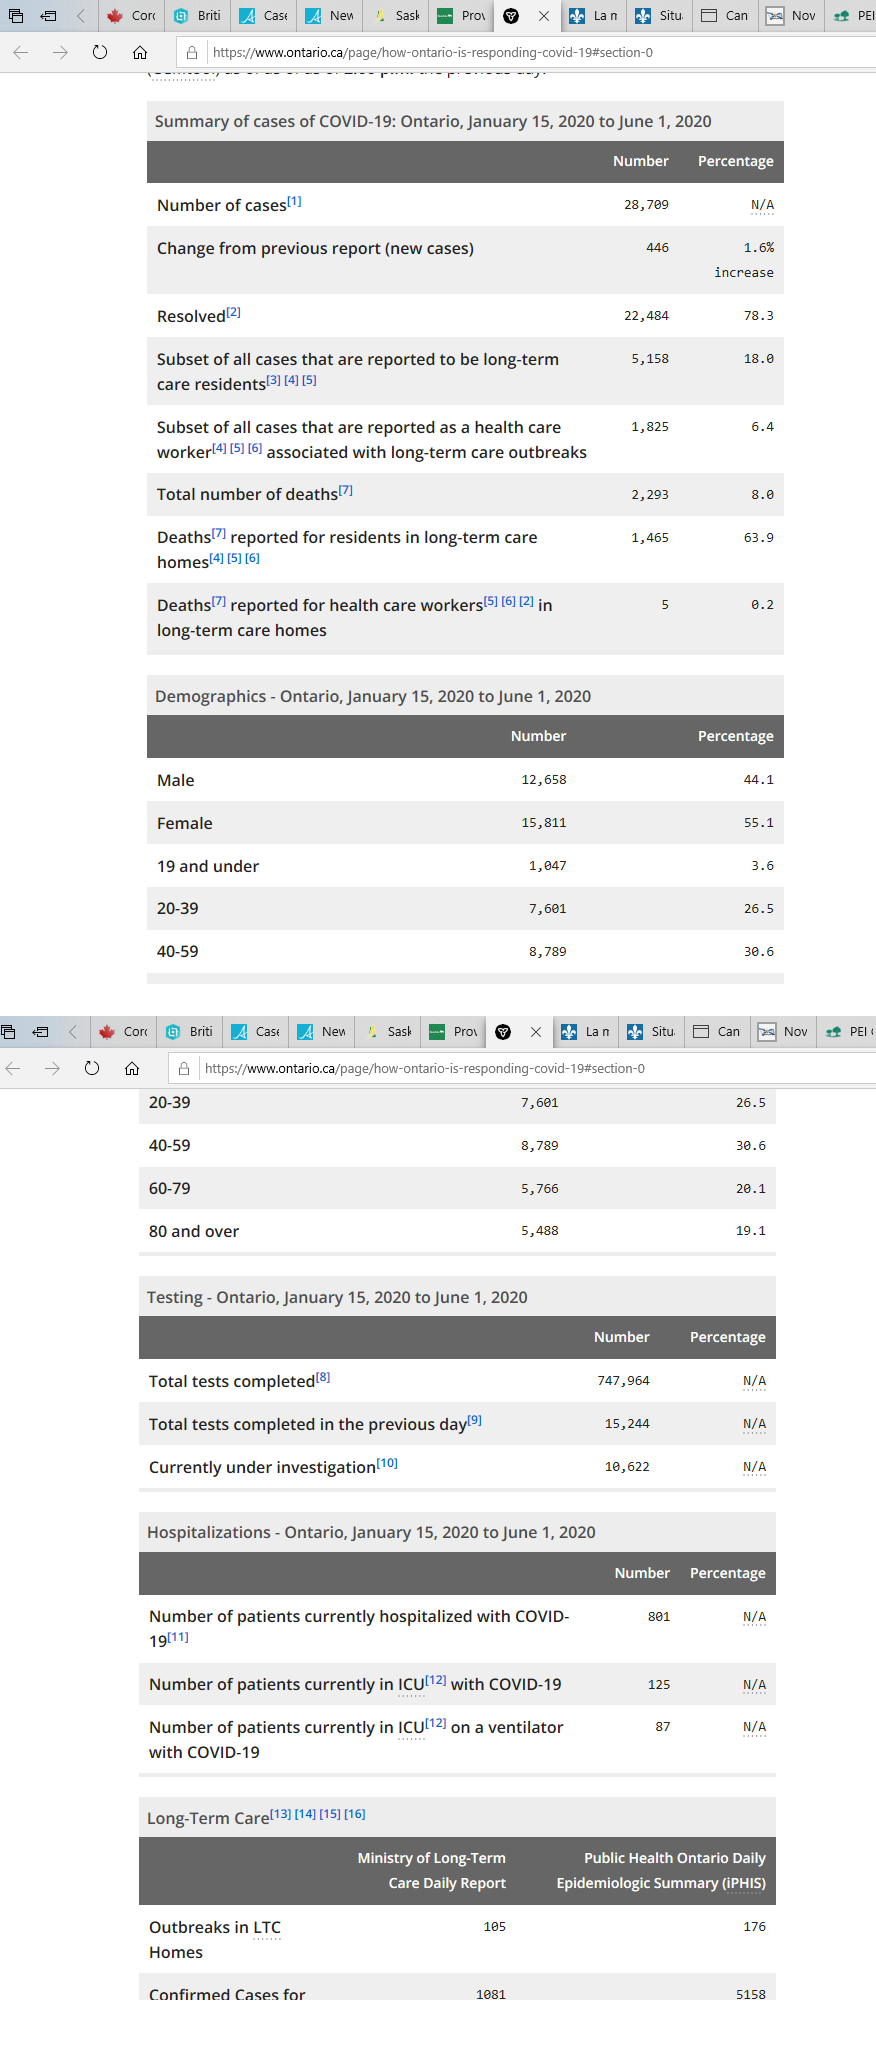 Corc Briti Case New Sask Prov La n Situ Can Nov PEI
https://www.ontario.ca/page/how-ontario-is-responding-covid-19#section-0
Summary of cases of COVID-19: Ontario, January 15, 2020 to June 1, 2020
Number Percentage
Number of cases[1] 28,709 N/A
Change from previous report (new cases) 446 1.6%
increase
Resolved[2] 22,484 78.3
Subset of all cases that are reported to be long-term 5,158 18.0
care residents[3] [4] [5]
Subset of all cases that are reported as a health care 1,825 6.4
worker[4] [5] [6] associated with long-term care outbreaks
Total number of deaths[7] 2,293 8.0
Deaths[7] reported for residents in long-term care 1,465 63.9
homes[4] [5] [6]
Deaths[7] reported for health care workers[5] [6] [2] in 5 0.2
long-term care homes
Demographics - Ontario, January 15, 2020 to June 1, 2020
Number Percentage
Male 12,658 44.1
Female 15,811 55.1
19 and under 1,047 3.6
20-39 7,601 26.5
40-59 8,789 30.6
Corc Briti Case New Sask Prov La n Situ Can Nov PEI
https://www.ontario.ca/page/how-ontario-is-responding-covid-19#section-0
20-39 7,601 26.5
40-59 8,789 30.6
60-79 5,766 20.1
80 and over 5,488 19.1
Testing - Ontario, January 15, 2020 to June 1, 2020
Number Percentage
Total tests completed[8] 747,964 N/A
Total tests completed in the previous day[9] 15,244 N/A
Currently under investigation[10] 10,622 N/A
Hospitalizations - Ontario, January 15, 2020 to June 1, 2020
Number Percentage
Number of patients currently hospitalized with COVID- 801 N/A
19[11]
Number of patients currently in ICU[12] with COVID-19 125 N/A
Number of patients currently in ICU[12] on a ventilator 87 N/A
with COVID-19
Long-Term Care[13] [14] [15] [16]
Ministry of Long-Term Public Health Ontario Daily
Care Daily Report Epidemiologic Summary (iPHIS)
Outbreaks in LTC 105 176
Homes
Confirmed Cases for 1081 5158